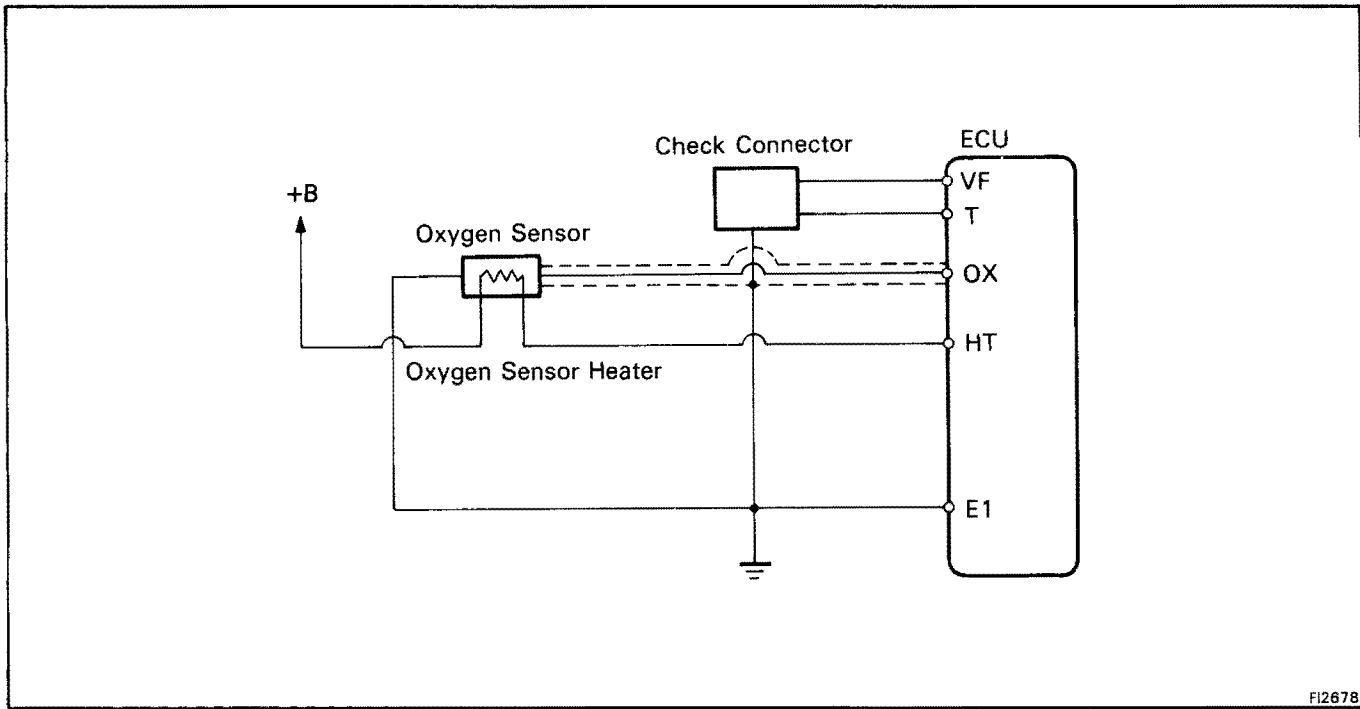 ECU
Check Connector
VF
+B
T
Oxygen Sensor
OX
HT
Oxygen Sensor Heater
E1
FI2678